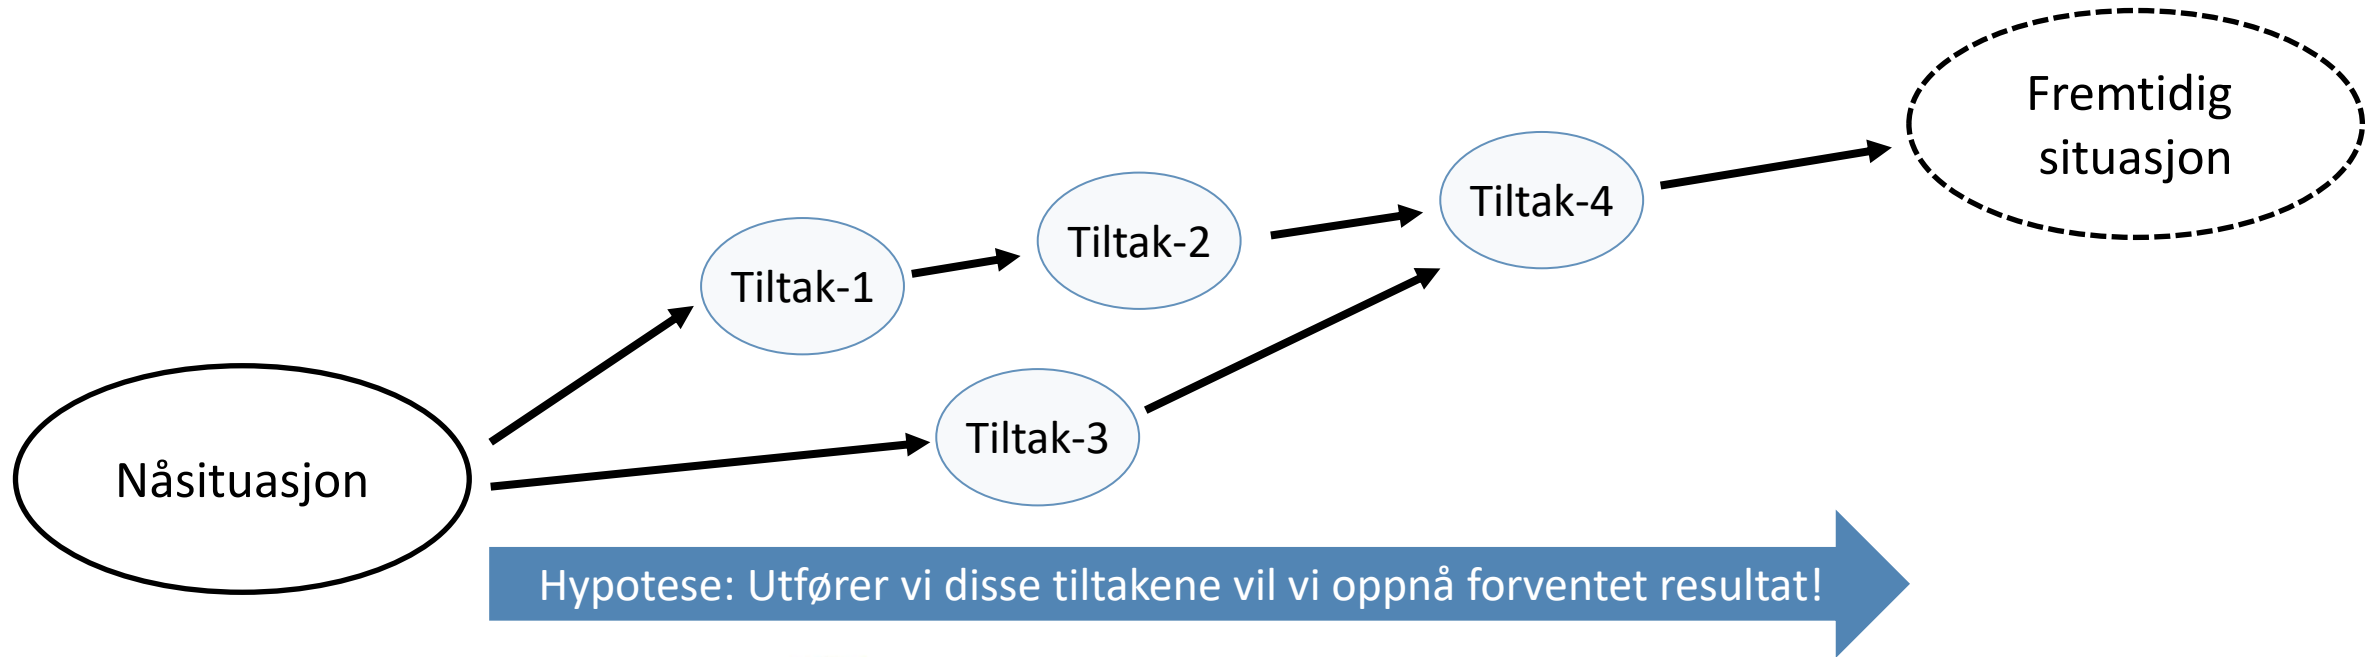 Fremtidig
situasjon
Tiltak-4
Tiltak-2
Tiltak-1
Tiltak-3
Nåsituasjon
Hypotese: Utfører vi disse tiltakene vil vi oppnå forventet resultat!